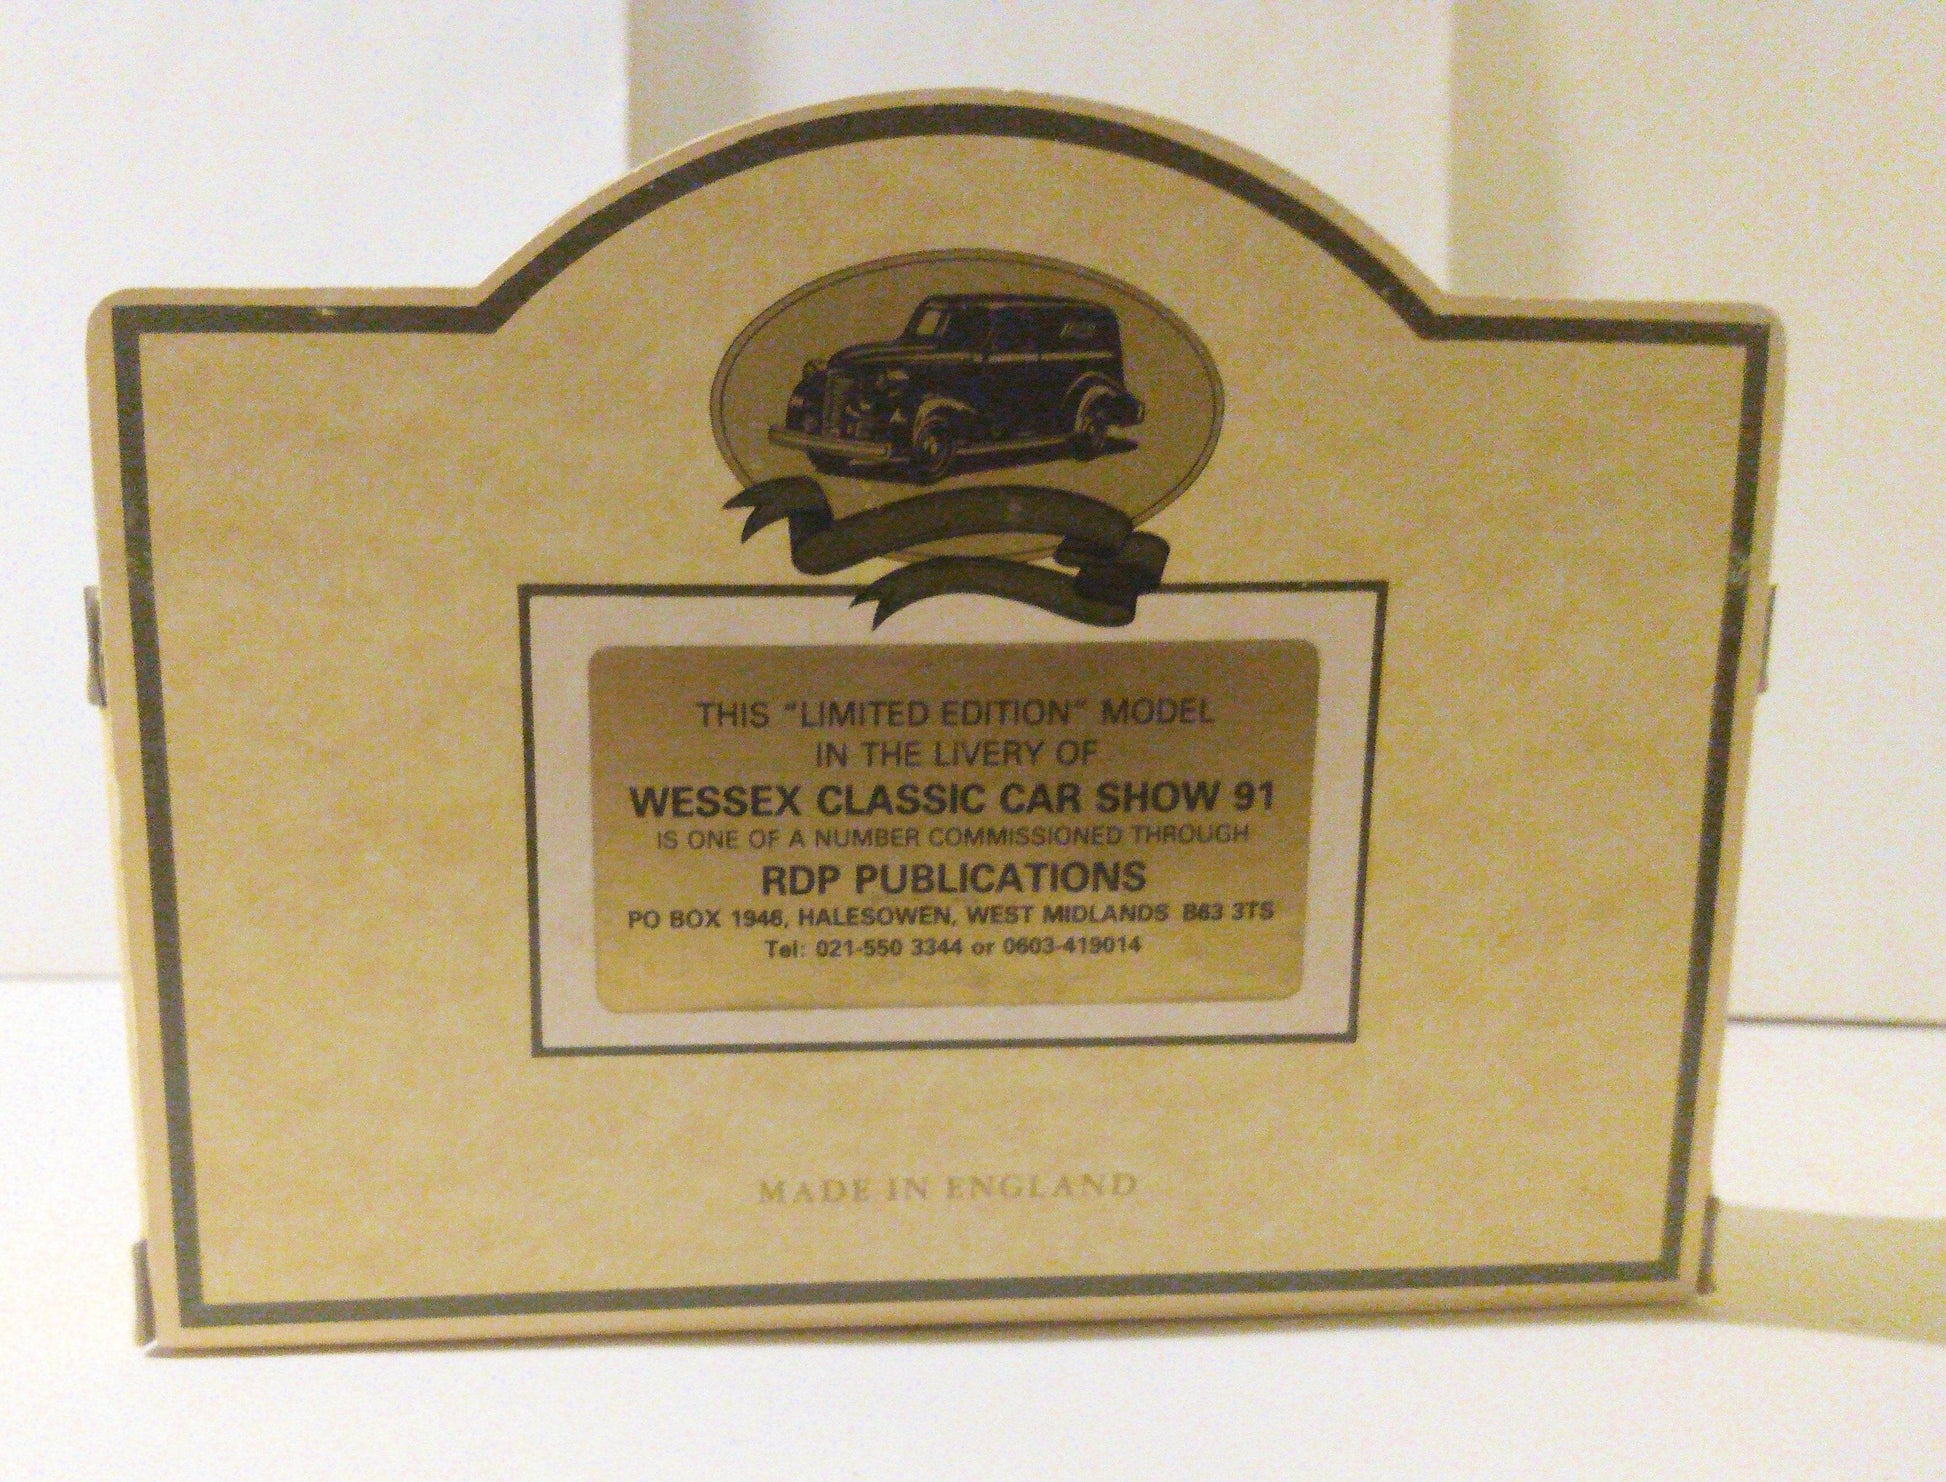 THIS "LIMITED EDITION" MODEL
IN THE LIVERY OF
WESSEX CLASSIC CAR SHOW 91
IS ONE OF A NUMBER COMMISSIONED THROUGH
RDP PUBLICATIONS
PO BOX 1946, HALESOWEN, WEST MIDLANDS B63 3TS
Tel: 021-550 3344 or 0603-419014
MADE IN ENGLAND